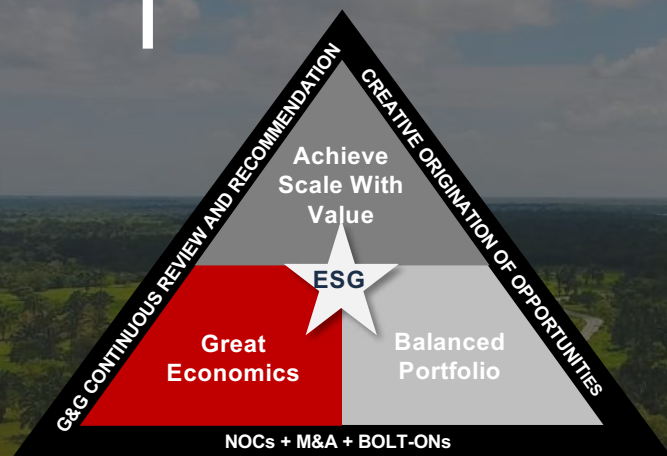 G&G CONTINUOUS REVIEW AND RECOMMENDATION
CREATIVE ORIGINATION OF OPPORTUNITIES
Achieve
Scale With
Value
ESG
Great
Economics
Balanced
Portfolio
NOCs + M&A + BOLT-ONs